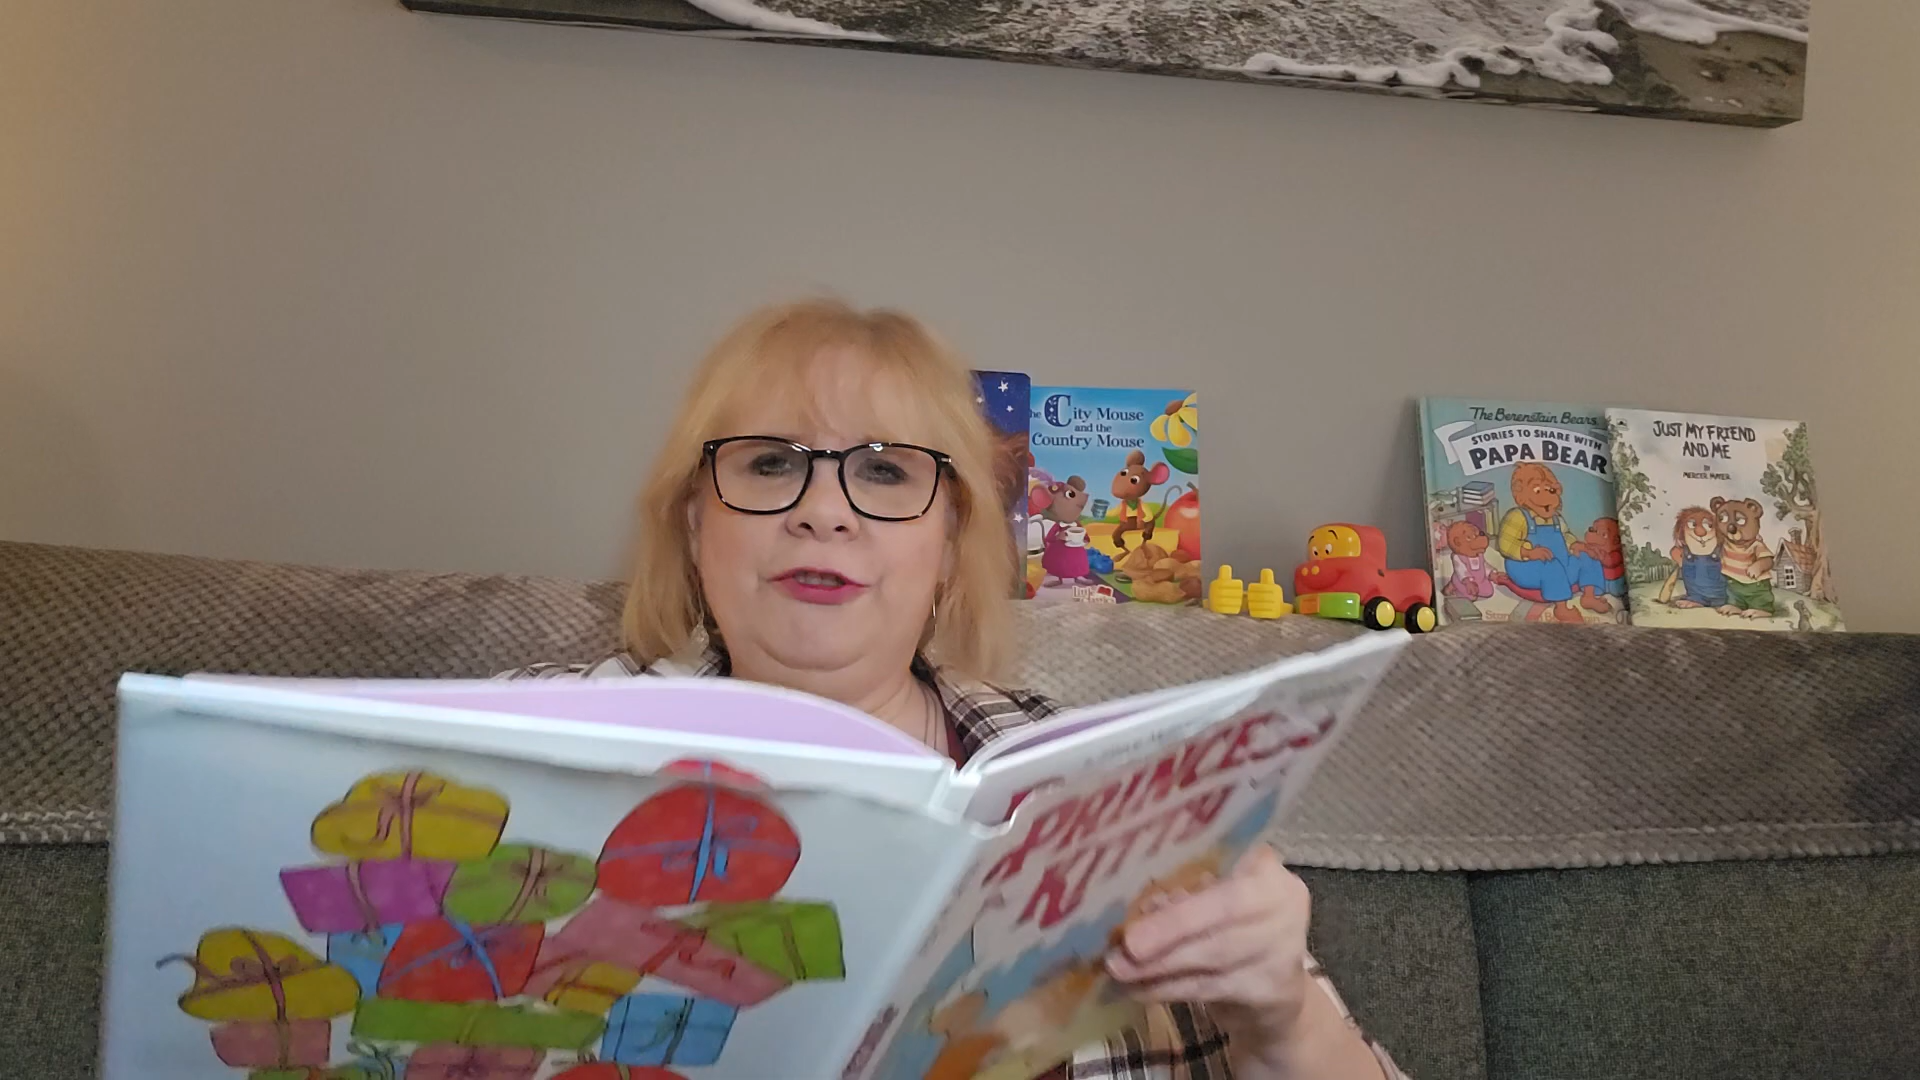 The City Mouse
and the
Country Mouse
The Berenstain Bears
STORIES TO SHARE WITH
PAPA BEAR
JUST MY FRIEND
AND ME
BY
MERCER MAYER
PRINCESS
KITTY